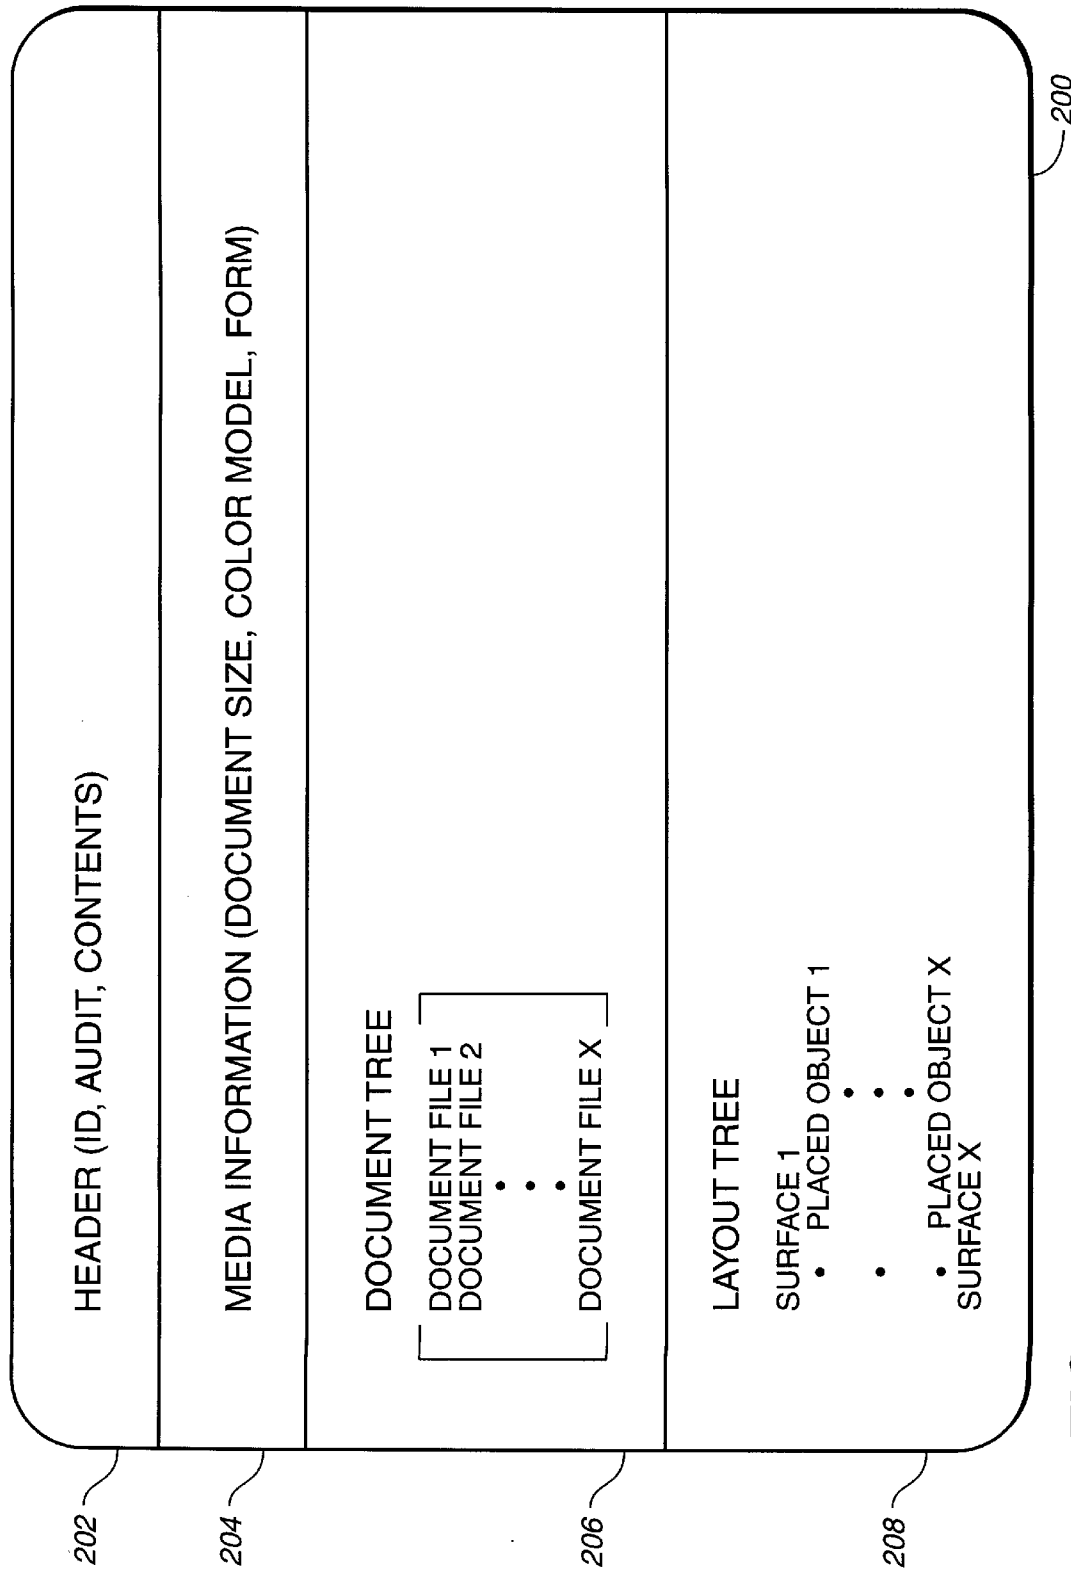 HEADER (ID, AUDIT, CONTENTS)
202
MEDIA INFORMATION (DOCUMENT SIZE, COLOR MODEL, FORM)
204
DOCUMENT TREE
DOCUMENT FILE 1
DOCUMENT FILE 2
DOCUMENT FILE X
206
LAYOUT TREE
SURFACE 1
• PLACED OBJECT 1
• PLACED OBJECT X
SURFACE X
208
200